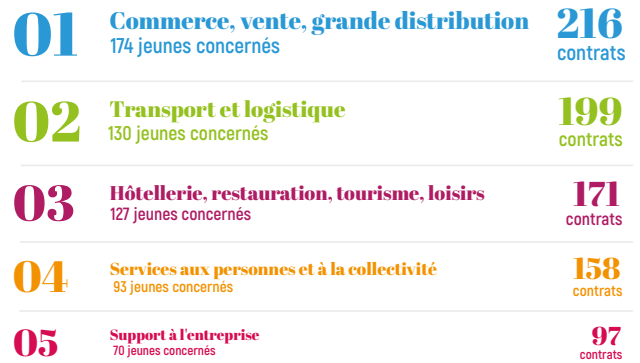 01
Commerce, vente, grande distribution
174 jeunes concernés
216
contrats
02
Transport et logistique
130 jeunes concernés
199
contrats
03
Hôtellerie, restauration, tourisme, loisirs
127 jeunes concernés
171
contrats
04
Services aux personnes et à la collectivité
93 jeunes concernés
158
contrats
05
Support à l'entreprise
70 jeunes concernés
97
contrats